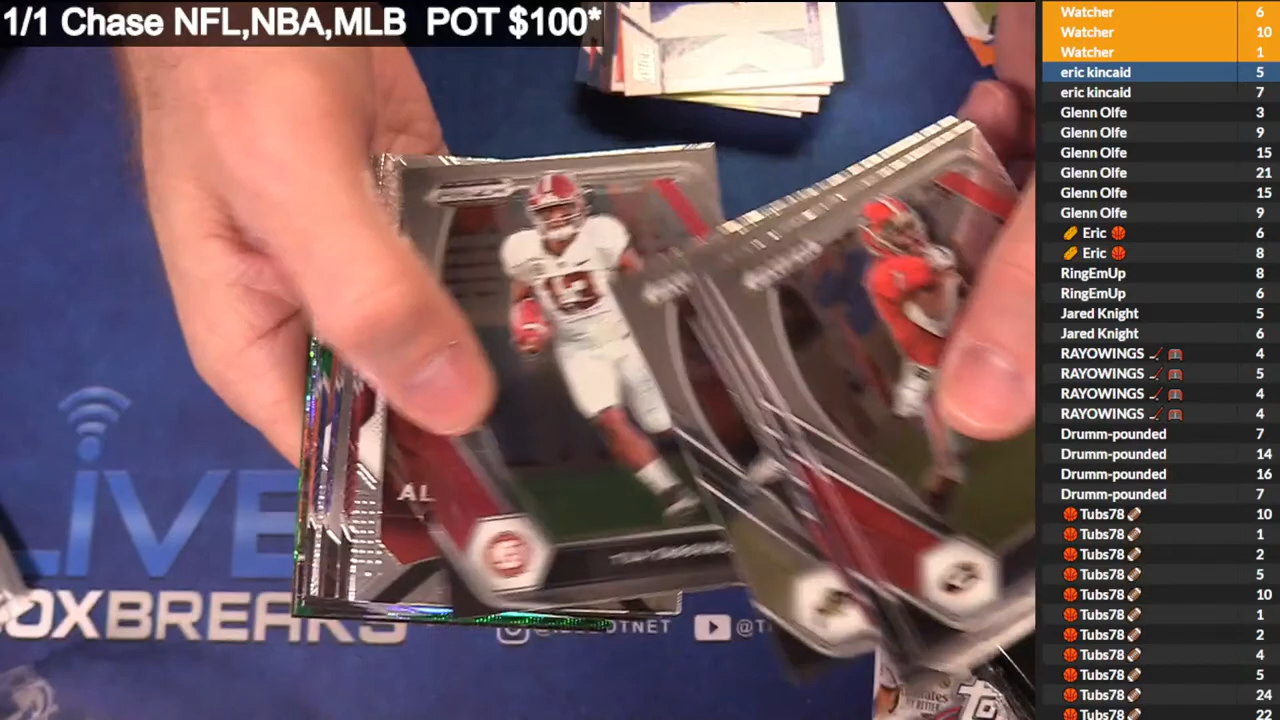 1/1 Chase NFL,NBA,MLB POT $100*
Watcher 6
Watcher 10
Watcher 1
eric kincaid 5
eric kincaid 7
Glenn Olfe 3
Glenn Olfe 9
Glenn Olfe 15
Glenn Olfe 21
Glenn Olfe 15
Glenn Olfe 9
Eric 6
Eric 8
RingEmUp 8
RingEmUp 6
Jared Knight 5
Jared Knight 6
RAYOWINGS 4
RAYOWINGS 5
RAYOWINGS 4
RAYOWINGS 4
Drumm-pounded 7
Drumm-pounded 14
Drumm-pounded 16
Drumm-pounded 7
Tubs78 10
Tubs78 1
Tubs78 2
Tubs78 5
Tubs78 10
Tubs78 1
Tubs78 2
Tubs78 4
Tubs78 5
Tubs78 24
Tubs78 22
13
AL
LIVE
OXBREAKS